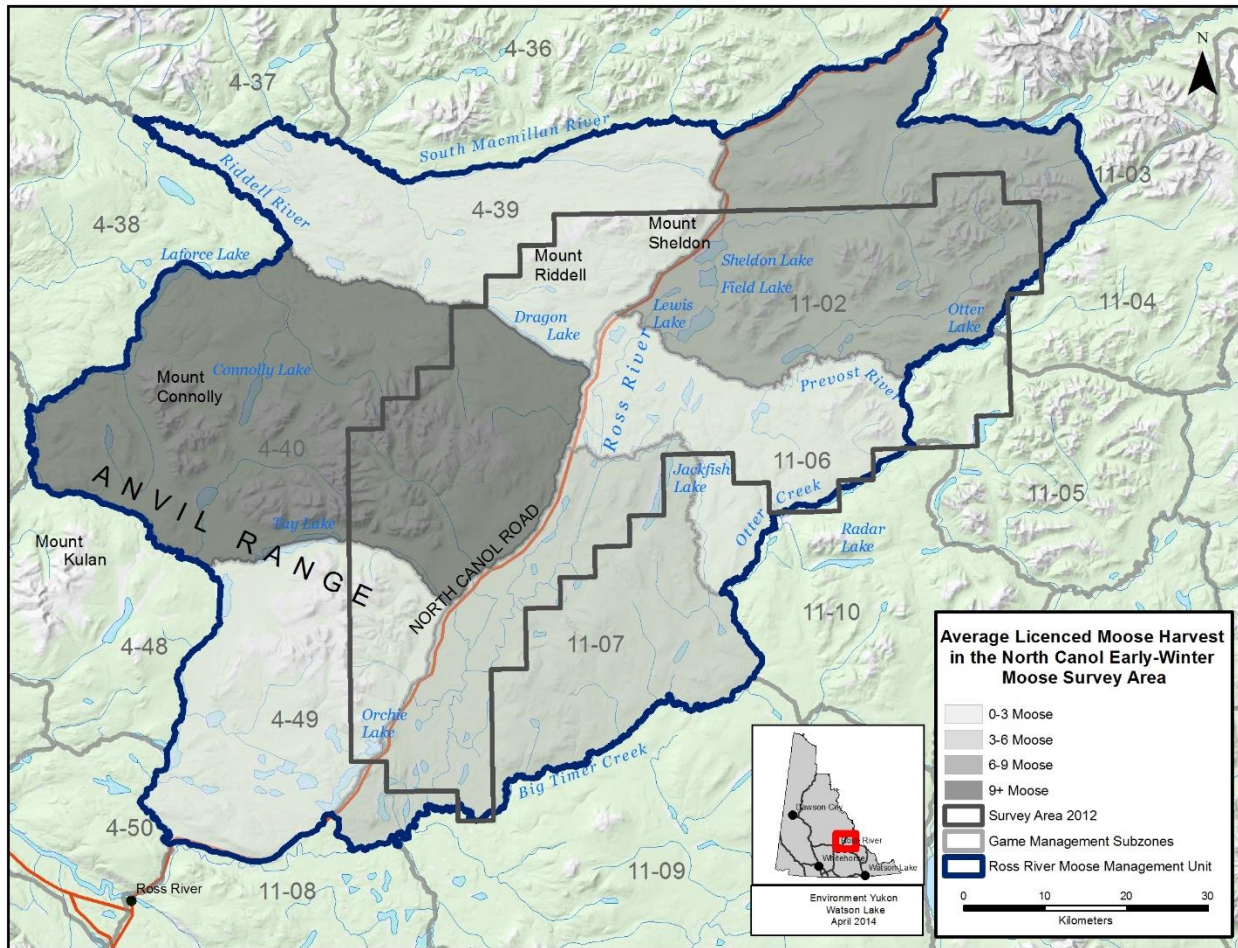 4-36
4-37
N
South Macmillan River
Riddell River
11-03
4-39
4-38
Mount
Sheldon
Laforce Lake
Mount
Riddell
Sheldon Lake
Field Lake
11-02
11-04
Lewis
Lake
Otter
Lake
Dragon
Lake
Connolly Lake
Mount
Connolly
Prevost River
Ross River
4-40
11-06
Jackfish
Lake
11-05
ANVIL RANGE
Tay Lake
Otter Creek
Radar
Lake
Mount
Kulan
NORTH CANOL ROAD
11-10
4-48
11-07
4-49
Orchie
Lake
Big Timer Creek
4-50
Ross River
11-08
11-09
Average Licenced Moose Harvest
in the North Canol Early-Winter
Moose Survey Area
0-3 Moose
3-6 Moose
6-9 Moose
9+ Moose
Survey Area 2012
Game Management Subzones
Ross River Moose Management Unit
0 10 20 30
Kilometers
Dawson City
Ross River
Whitehorse
Watson Lake
Environment Yukon
Watson Lake
April 2014